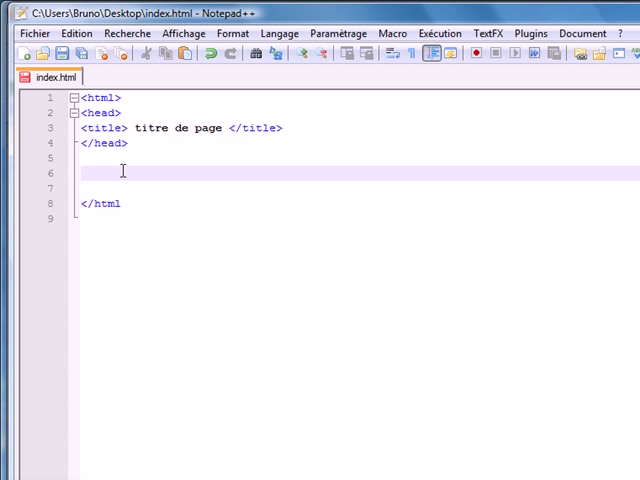 C:\Users\Bruno\Desktop\index.html - Notepad++
Fichier Edition Recherche Affichage Format Langage Paramètrage Macro Exécution TextFX Plugins Document ?
index.html
1 <html>
2 <head>
3 <title> titre de page </title>
4 </head>
5
6
7
8 </html
9